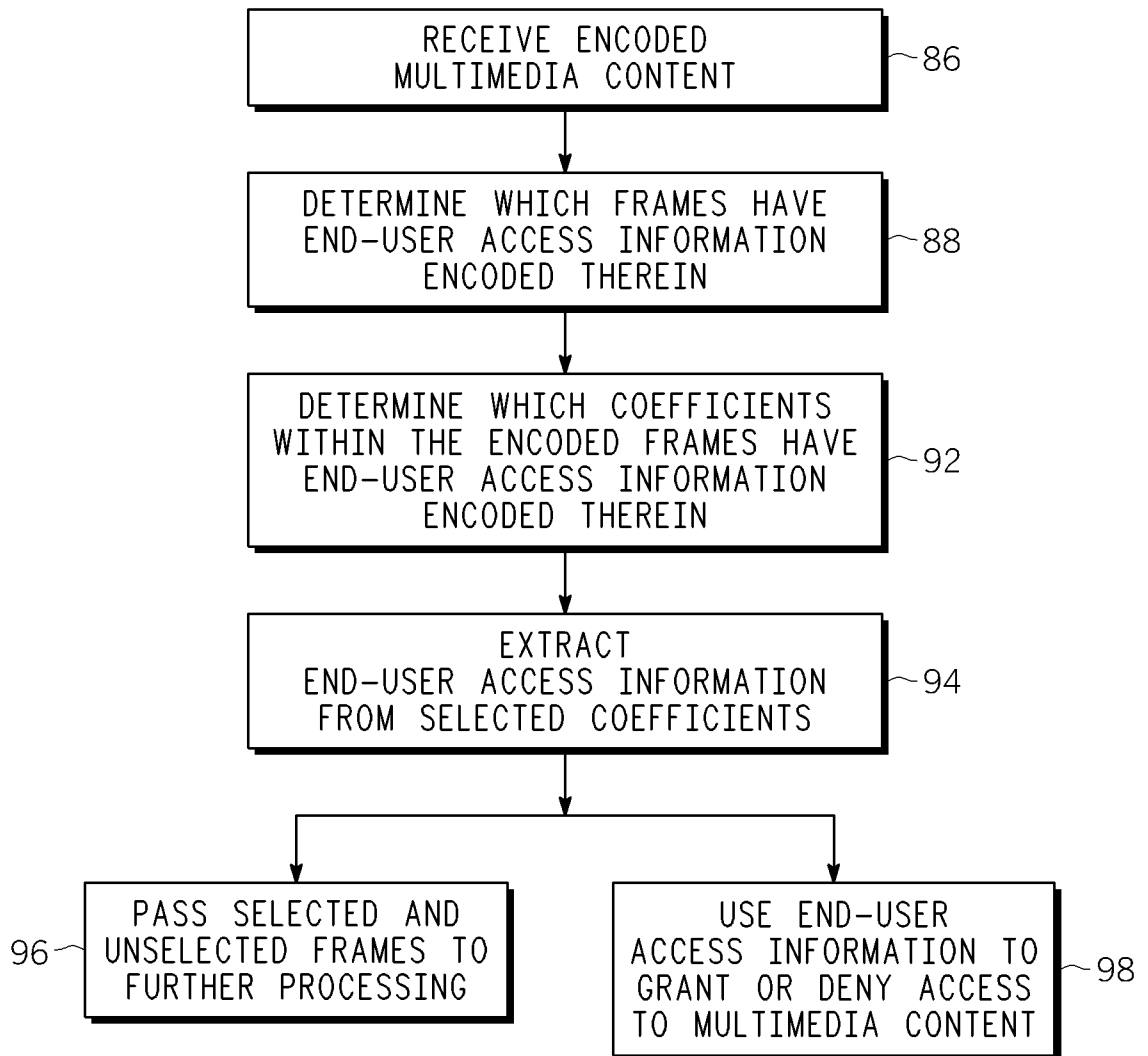 RECEIVE ENCODED
MULTIMEDIA CONTENT
86
DETERMINE WHICH FRAMES HAVE
END-USER ACCESS INFORMATION
ENCODED THEREIN
88
DETERMINE WHICH COEFFICIENTS
WITHIN THE ENCODED FRAMES HAVE
END-USER ACCESS INFORMATION
ENCODED THEREIN
92
EXTRACT
END-USER ACCESS INFORMATION
FROM SELECTED COEFFICIENTS
94
96
PASS SELECTED AND
UNSELECTED FRAMES TO
FURTHER PROCESSING
USE END-USER
ACCESS INFORMATION TO
GRANT OR DENY ACCESS
TO MULTIMEDIA CONTENT
98